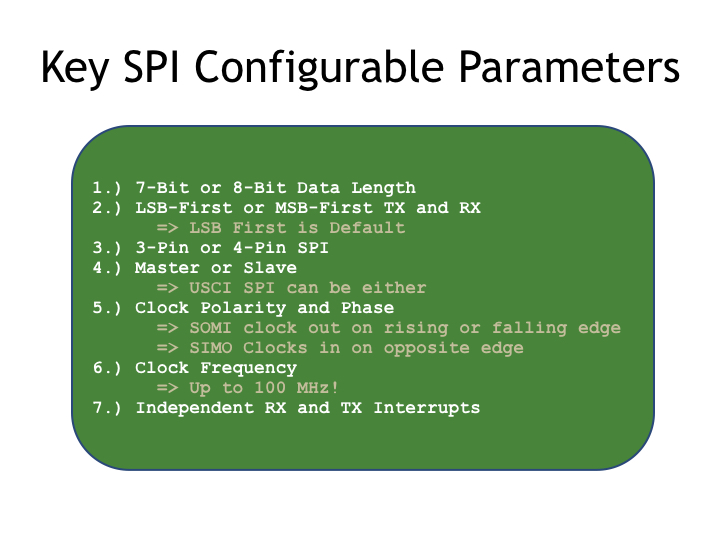 Key SPI Configurable Parameters
1.) 7-Bit or 8-Bit Data Length
2.) LSB-First or MSB-First TX and RX
=> LSB First is Default
3.) 3-Pin or 4-Pin SPI
4.) Master or Slave
=> USCI SPI can be either
5.) Clock Polarity and Phase
=> SOMI clock out on rising or falling edge
=> SIMO Clocks in on opposite edge
6.) Clock Frequency
=> Up to 100 MHz!
7.) Independent RX and TX Interrupts